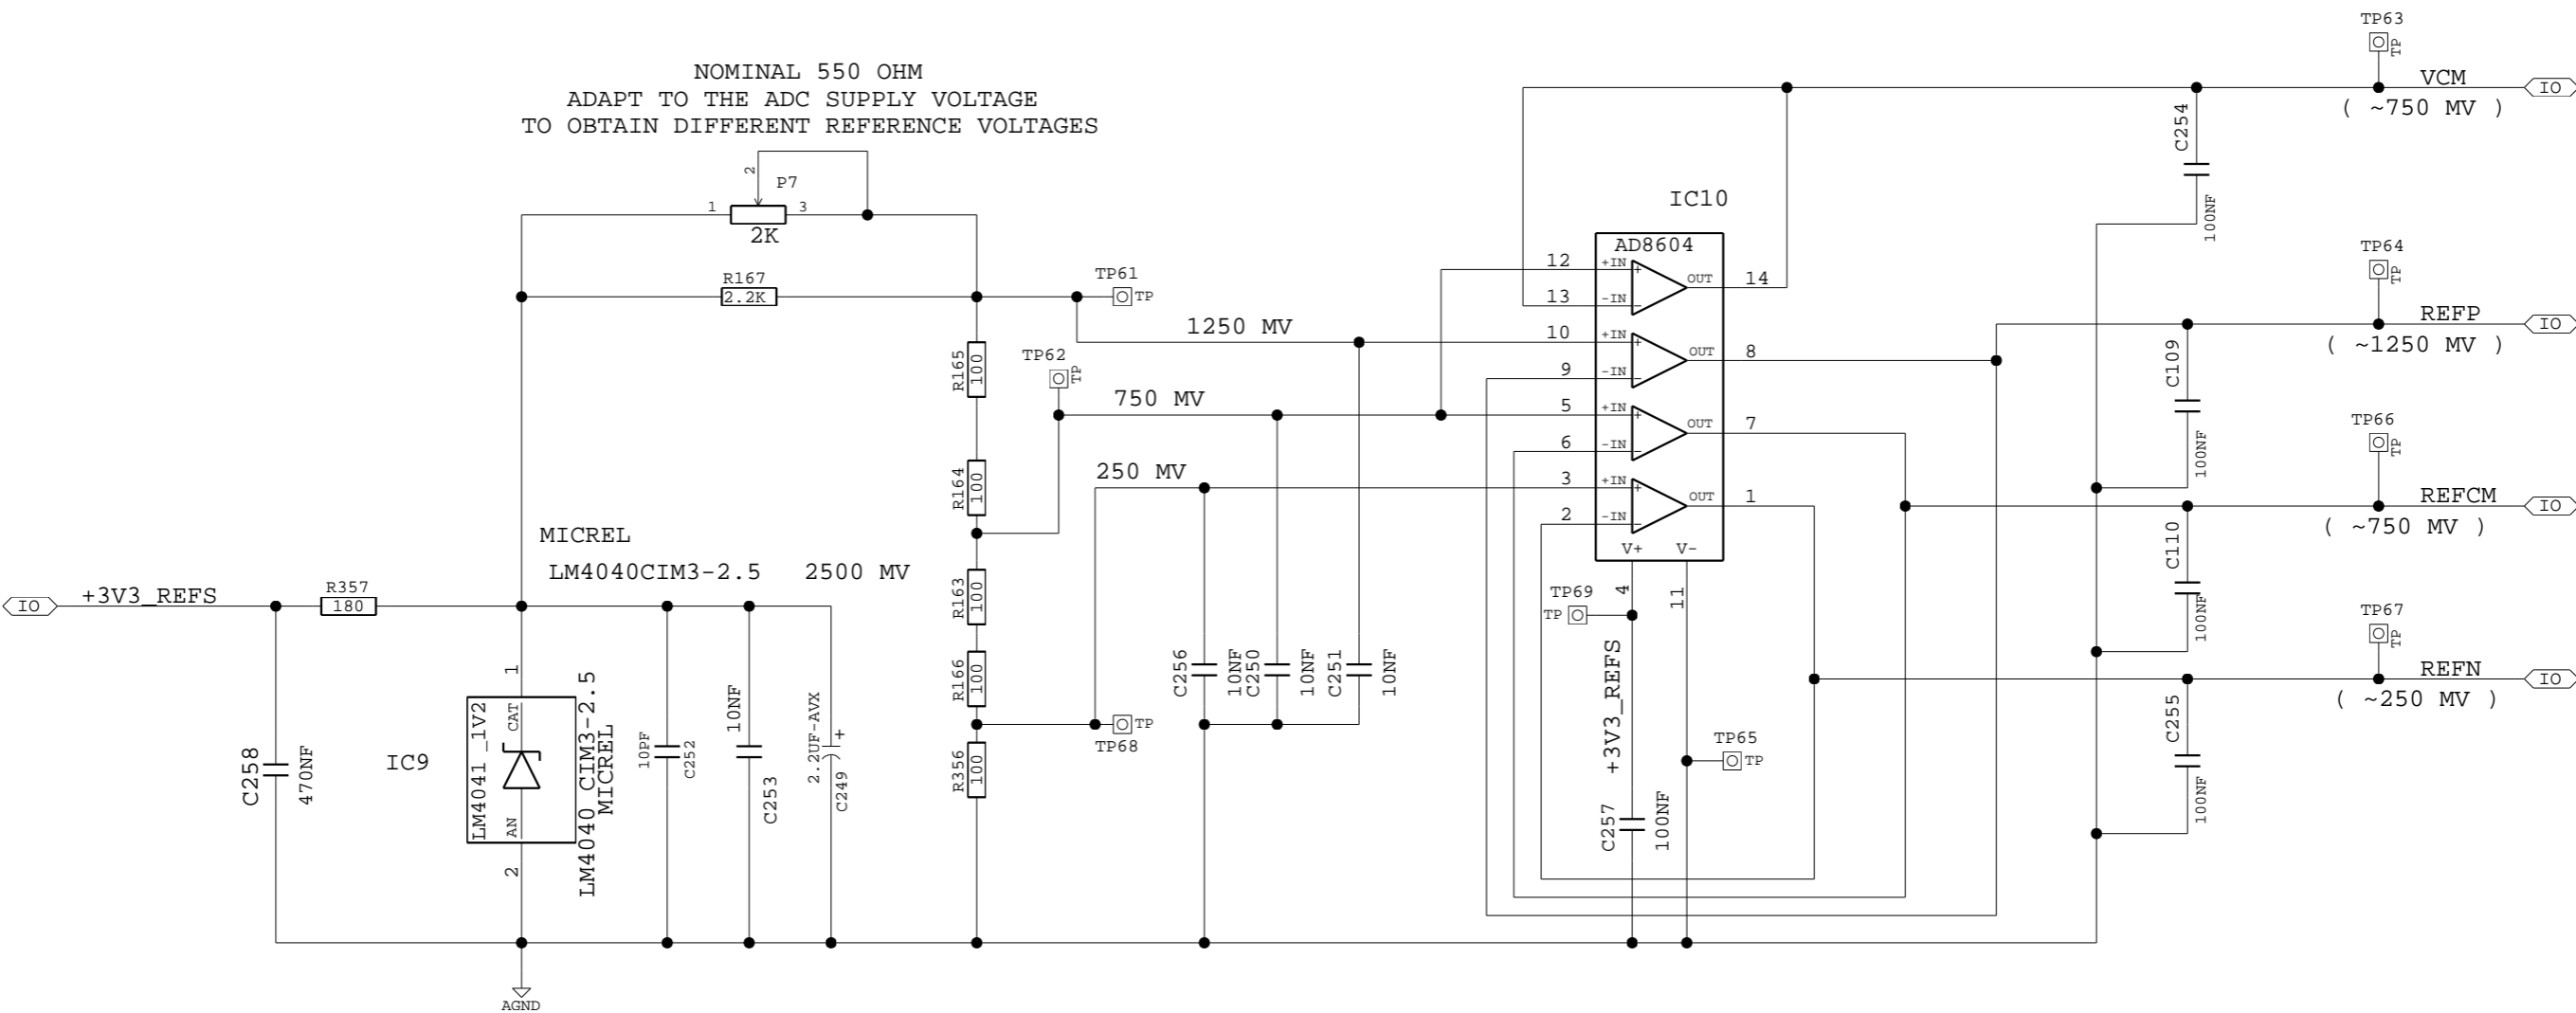 NOMINAL 550 OHM
ADAPT TO THE ADC SUPPLY VOLTAGE
TO OBTAIN DIFFERENT REFERENCE VOLTAGES
2
P7
1
3
2K
R167
2.2K
TP61
TP
1250 MV
R165
100
TP62
TP
750 MV
R164
100
250 MV
MICREL
LM4040CIM3-2.5
2500 MV
IO
+3V3_REFS
R357
180
C258
470NF
IC9
1
LM4041_1V2
CAT
AN
LM4040 CIM3-2.5
MICREL
2
AGND
10PF
C252
10NF
C253
2.2UF-AVX
+
C249
R163
100
R166
100
R356
100
TP
TP68
C256
10NF
C250
10NF
C251
10NF
IC10
AD8604
12
+IN
+
OUT
14
13
-IN
-
10
+IN
+
OUT
8
9
-IN
-
5
+IN
+
OUT
7
6
-IN
-
3
+IN
+
OUT
1
2
-IN
-
V+
V-
4
11
TP69
TP
+3V3_REFS
C257
100NF
TP65
TP
TP63
TP
VCM
IO
( ~750 MV )
C254
100NF
TP64
TP
REFP
IO
( ~1250 MV )
C109
100NF
TP66
TP
REFCM
IO
( ~750 MV )
C110
100NF
TP67
TP
REFN
IO
( ~250 MV )
C255
100NF